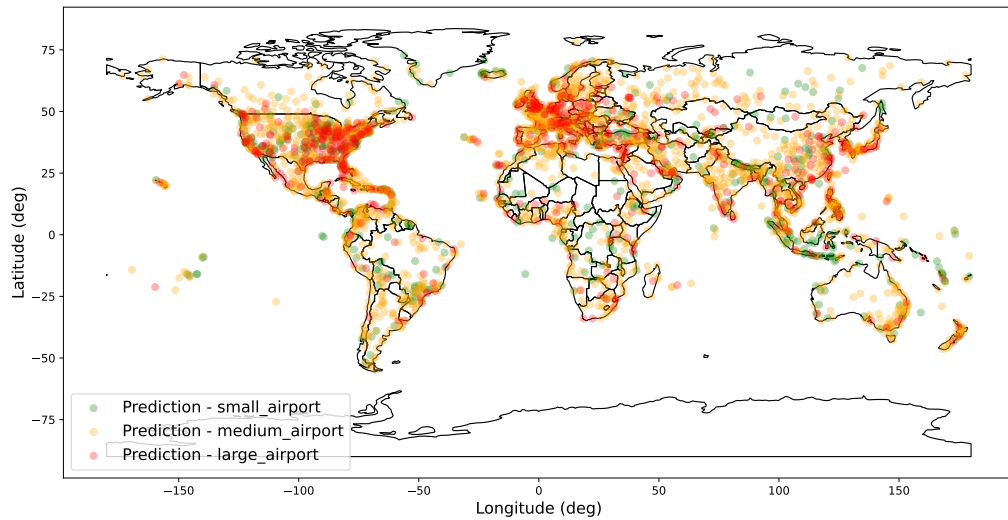 75
50
25
0
−25
−50
−75
Latitude (deg)
Prediction - small_airport
Prediction - medium_airport
Prediction - large_airport
−150 −100 −50 0 50 100 150
Longitude (deg)